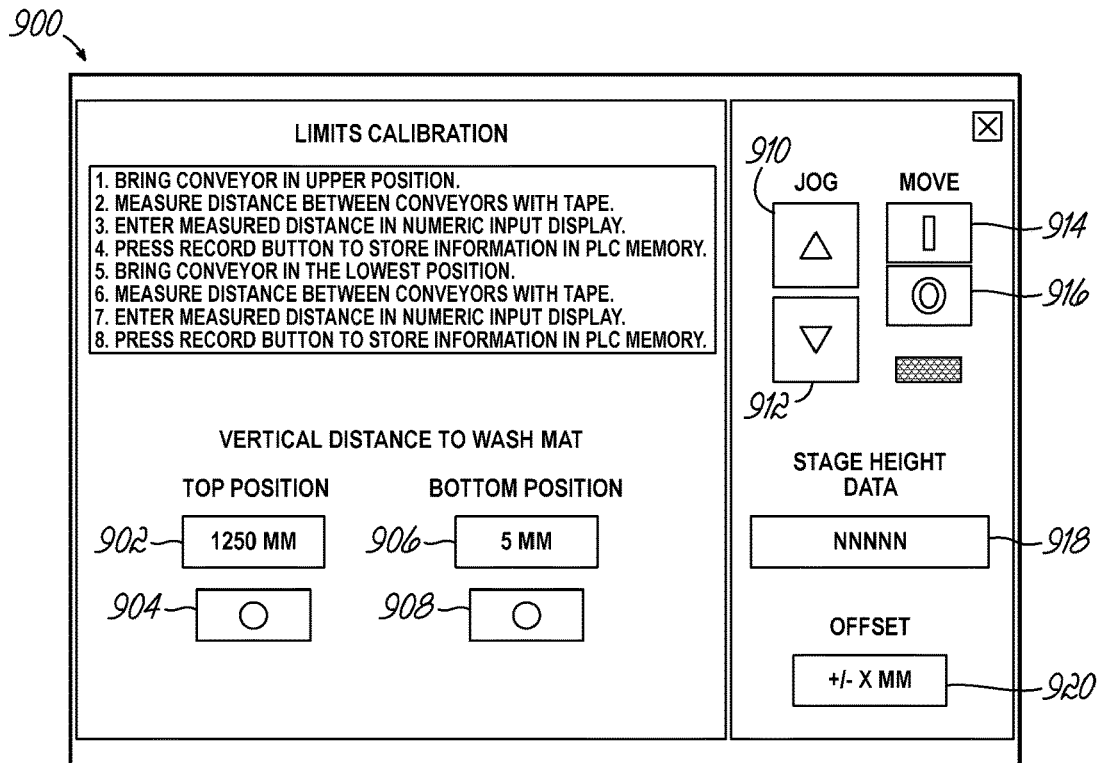 900
LIMITS CALIBRATION
1. BRING CONVEYOR IN UPPER POSITION.
2. MEASURE DISTANCE BETWEEN CONVEYORS WITH TAPE.
3. ENTER MEASURED DISTANCE IN NUMERIC INPUT DISPLAY.
4. PRESS RECORD BUTTON TO STORE INFORMATION IN PLC MEMORY.
5. BRING CONVEYOR IN THE LOWEST POSITION.
6. MEASURE DISTANCE BETWEEN CONVEYORS WITH TAPE.
7. ENTER MEASURED DISTANCE IN NUMERIC INPUT DISPLAY.
8. PRESS RECORD BUTTON TO STORE INFORMATION IN PLC MEMORY.
VERTICAL DISTANCE TO WASH MAT
TOP POSITION BOTTOM POSITION
902 1250 MM 906 5 MM
904 908
910
JOG MOVE
914
916
912
STAGE HEIGHT
DATA
NNNNN 918
OFFSET
+/- X MM 920